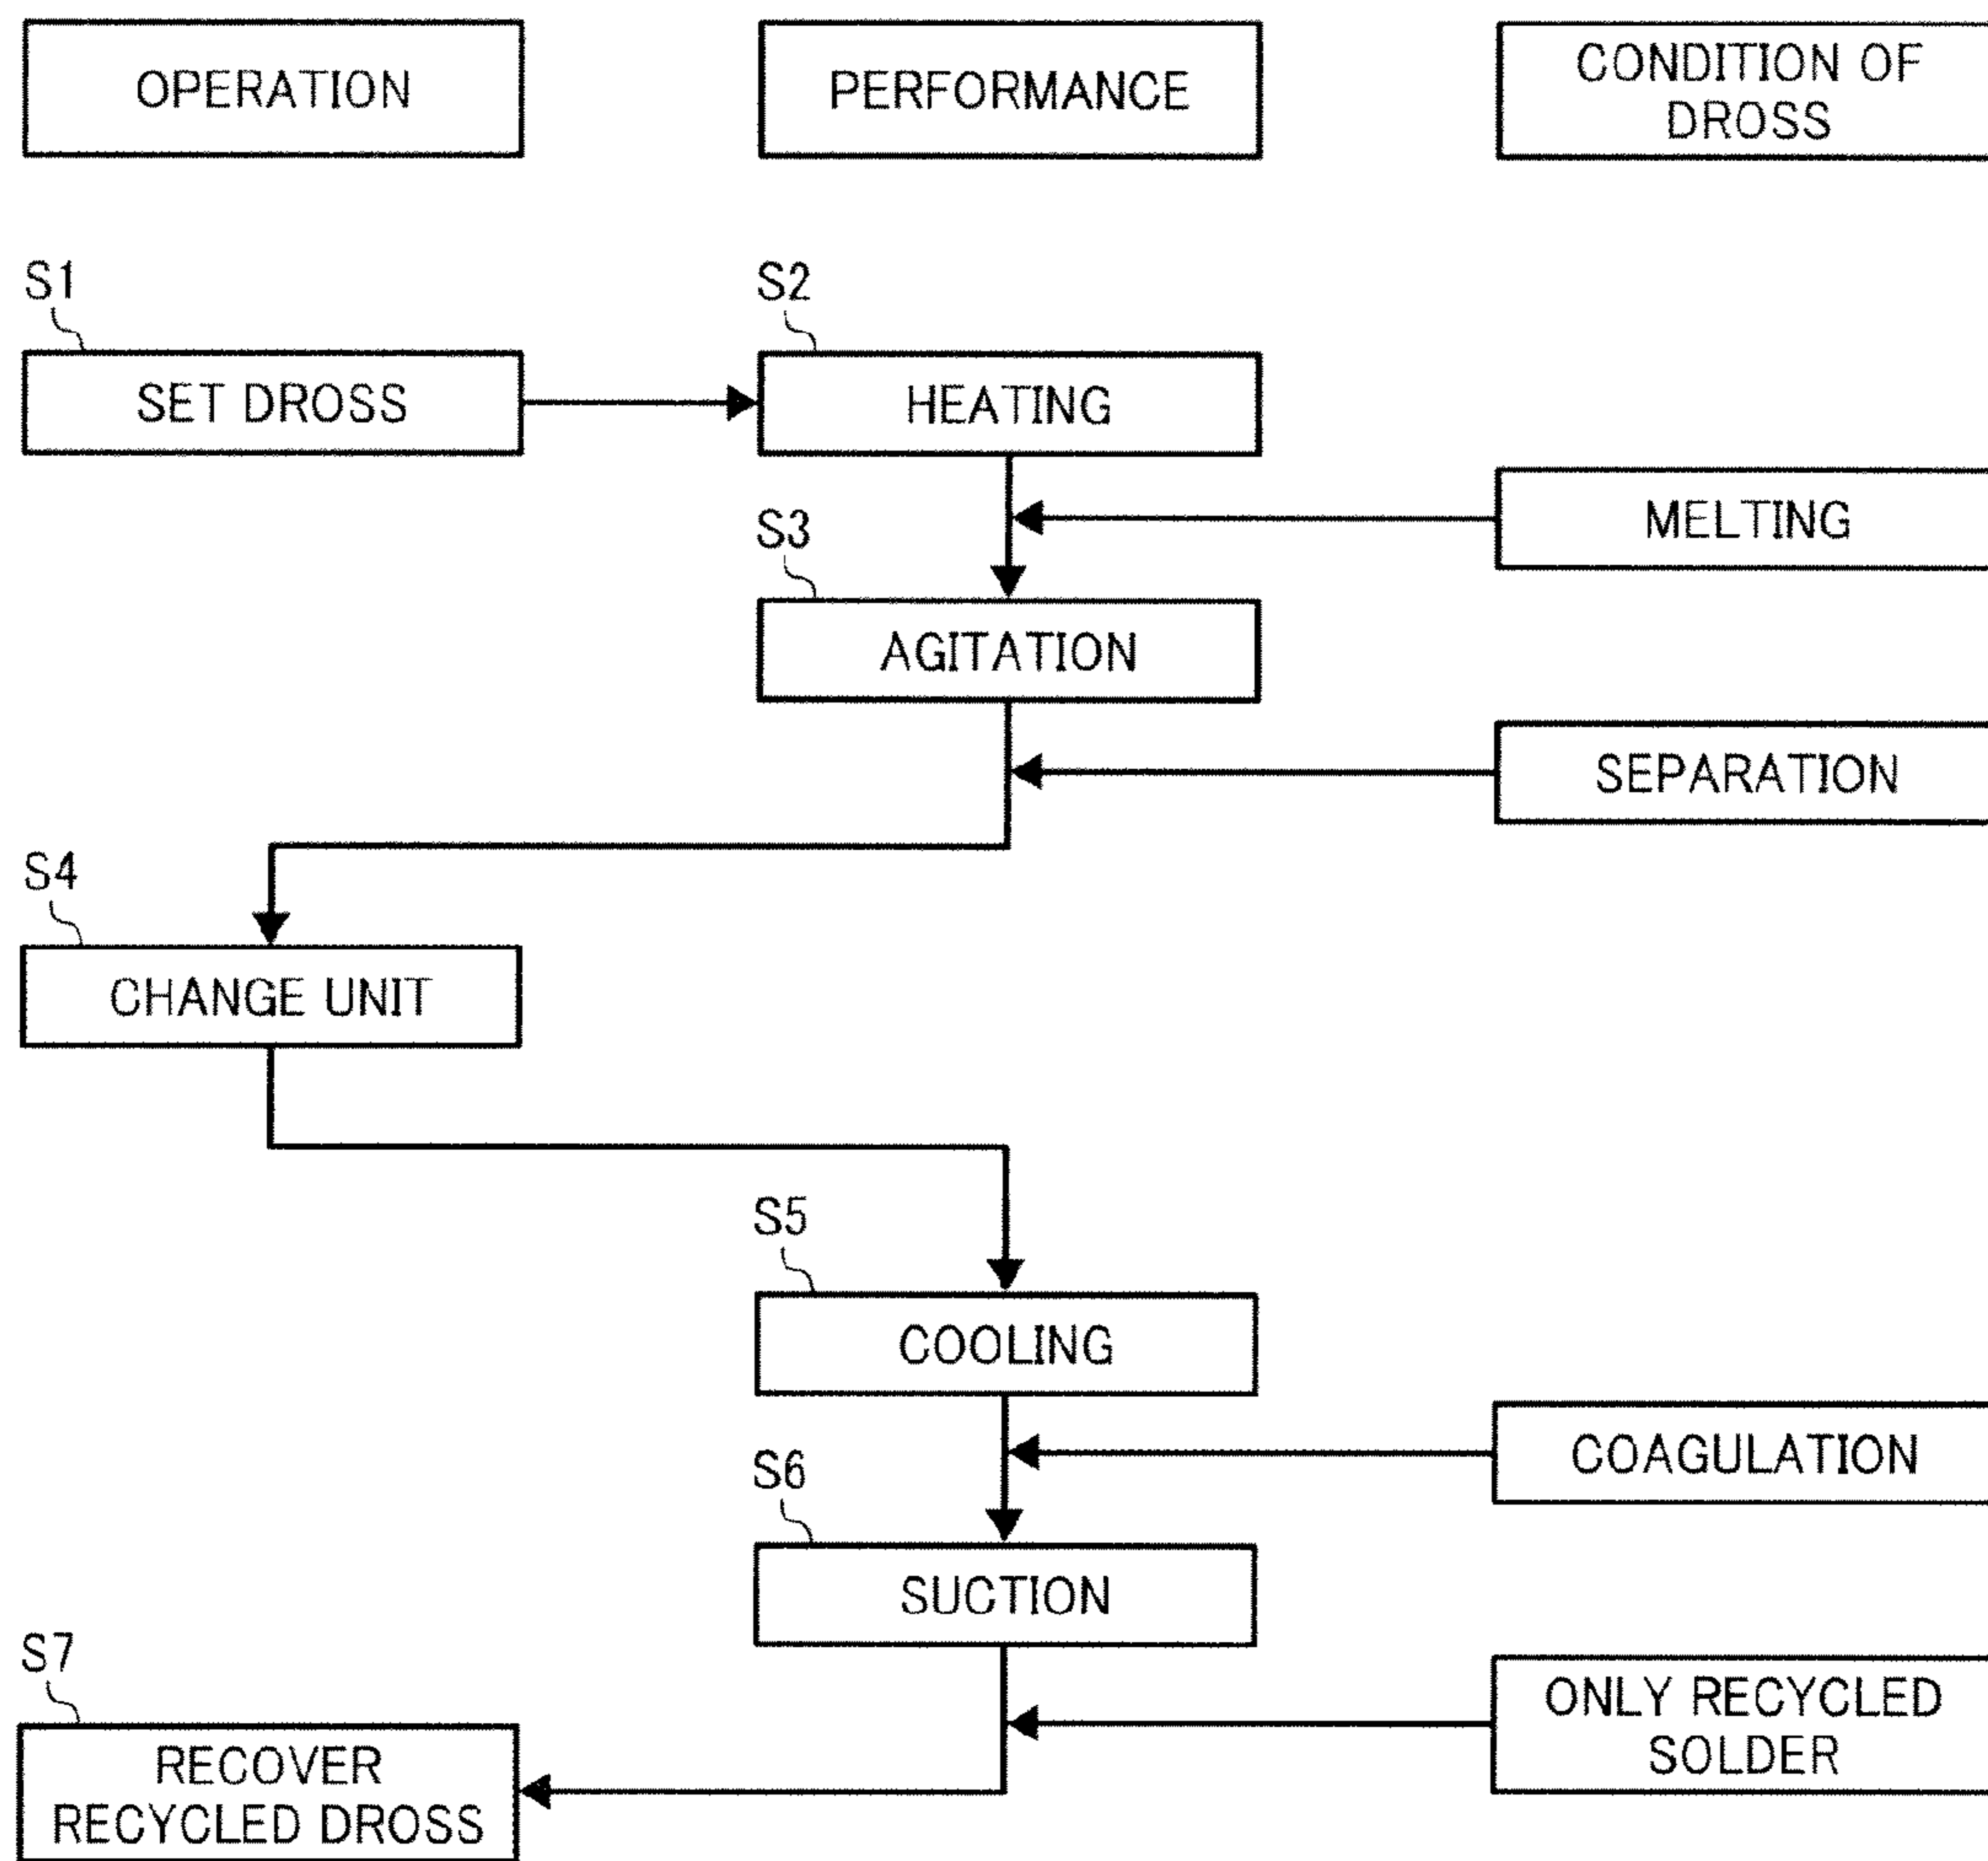 OPERATION
PERFORMANCE
CONDITION OF
DROSS
S1
SET DROSS
S2
HEATING
MELTING
S3
AGITATION
SEPARATION
S4
CHANGE UNIT
S5
COOLING
COAGULATION
S6
SUCTION
ONLY RECYCLED
SOLDER
S7
RECOVER
RECYCLED DROSS